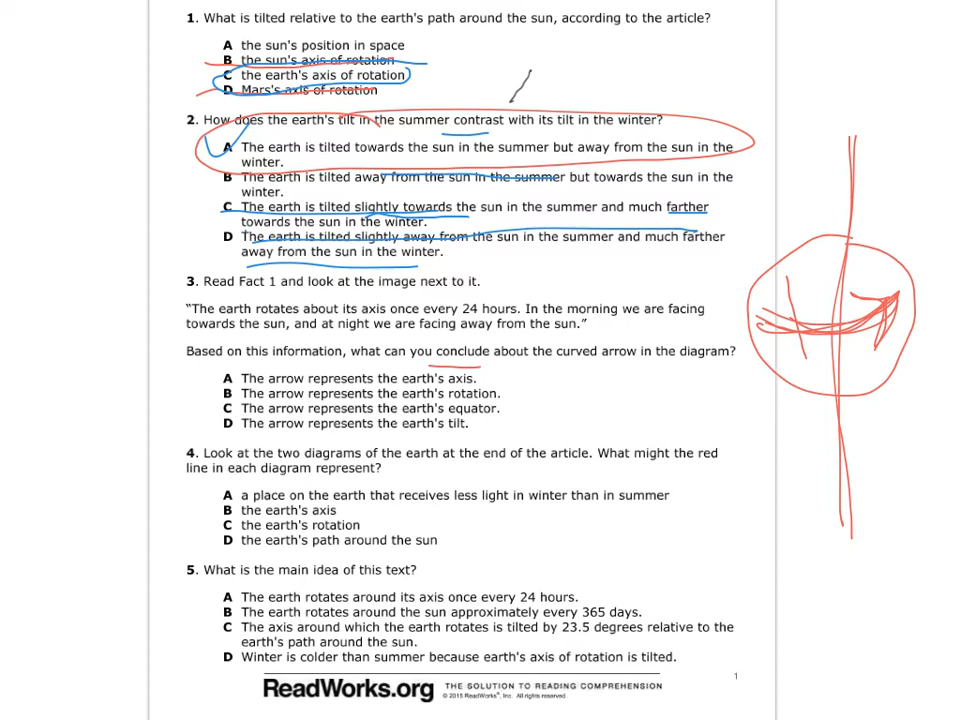 1. What is tilted relative to the earth's path around the sun, according to the article?
A the sun's position in space
B the sun's axis of rotation
C the earth's axis of rotation
D Mars's axis of rotation
2. How does the earth's tilt in the summer contrast with its tilt in the winter?
A The earth is tilted towards the sun in the summer but away from the sun in the
winter.
B The earth is tilted away from the sun in the summer but towards the sun in the
winter.
C The earth is tilted slightly towards the sun in the summer and much farther
towards the sun in the winter.
D The earth is tilted slightly away from the sun in the summer and much farther
away from the sun in the winter.
3. Read Fact 1 and look at the image next to it.
“The earth rotates about its axis once every 24 hours. In the morning we are facing
towards the sun, and at night we are facing away from the sun.”
Based on this information, what can you conclude about the curved arrow in the diagram?
A The arrow represents the earth's axis.
B The arrow represents the earth's rotation.
C The arrow represents the earth's equator.
D The arrow represents the earth's tilt.
4. Look at the two diagrams of the earth at the end of the article. What might the red
line in each diagram represent?
A a place on the earth that receives less light in winter than in summer
B the earth's axis
C the earth's rotation
D the earth's path around the sun
5. What is the main idea of this text?
A The earth rotates around its axis once every 24 hours.
B The earth rotates around the sun approximately every 365 days.
C The axis around which the earth rotates is tilted by 23.5 degrees relative to the
earth's path around the sun.
D Winter is colder than summer because earth's axis of rotation is tilted.
1
ReadWorks.org THE SOLUTION TO READING COMPREHENSION
© 2015 ReadWorks®, Inc. All rights reserved.